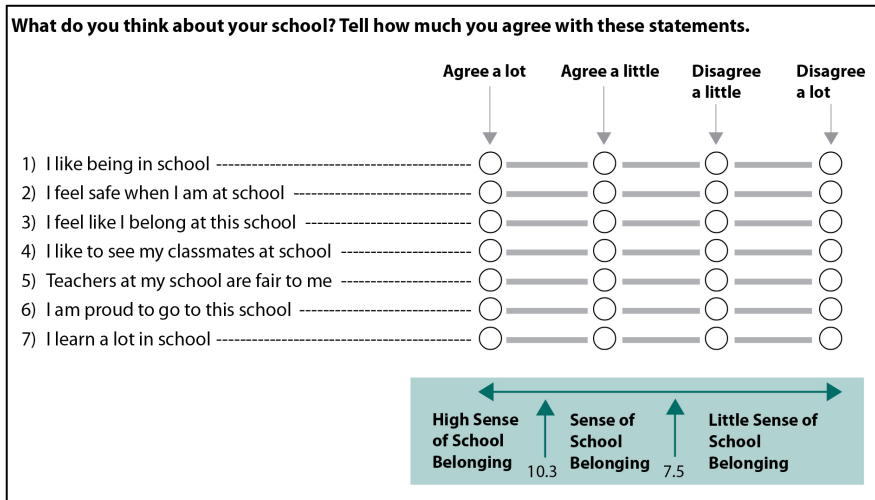 What do you think about your school? Tell how much you agree with these statements.
Agree a lot
Agree a little
Disagree
a little
Disagree
a lot
1) I like being in school
2) I feel safe when I am at school
3) I feel like I belong at this school
4) I like to see my classmates at school
5) Teachers at my school are fair to me
6) I am proud to go to this school
7) I learn a lot in school
High Sense
of School
Belonging
10.3
Sense of
School
Belonging
7.5
Little Sense of
School
Belonging